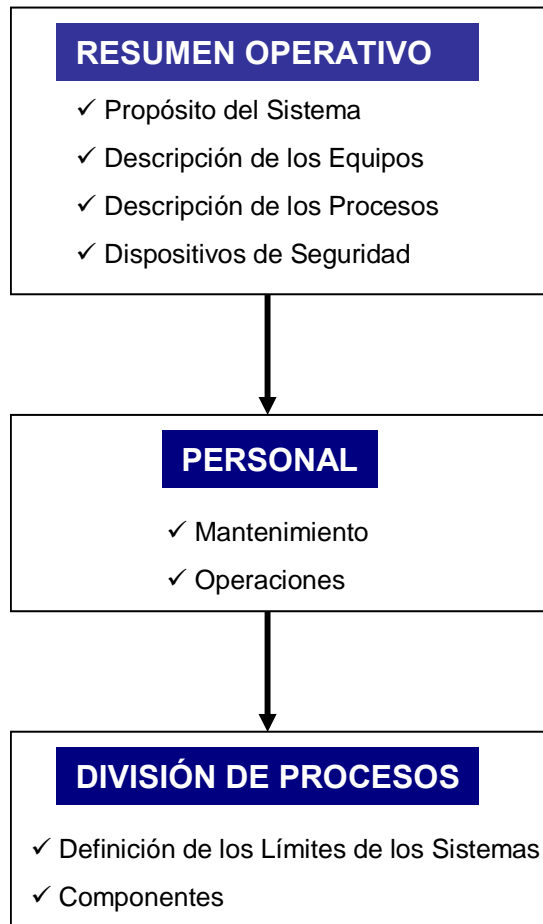 RESUMEN OPERATIVO
✓ Propósito del Sistema
✓ Descripción de los Equipos
✓ Descripción de los Procesos
✓ Dispositivos de Seguridad
PERSONAL
✓ Mantenimiento
✓ Operaciones
DIVISIÓN DE PROCESOS
✓ Definición de los Límites de los Sistemas
✓ Componentes